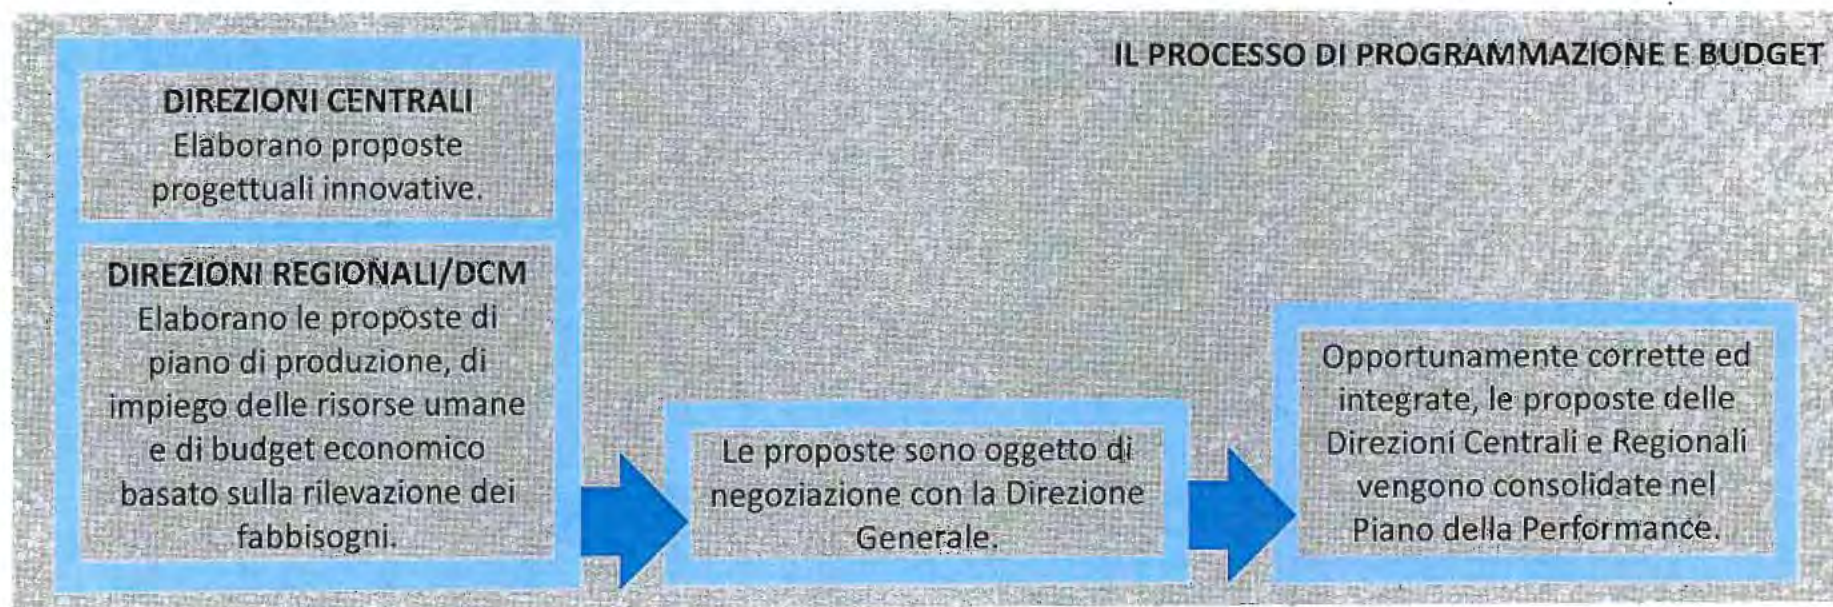 IL PROCESSO DI PROGRAMMAZIONE E BUDGET
DIREZIONI CENTRALI
Elaborano proposte
progettuali innovative.
DIREZIONI REGIONALI/DCM
Elaborano le proposte di
piano di produzione, di
impiego delle risorse umane
e di budget economico
basato sulla rilevazione dei
fabbisogni.
Le proposte sono oggetto di
negoziazione con la Direzione
Generale.
Opportunamente corrette ed
integrate, le proposte delle
Direzioni Centrali e Regionali
vengono consolidate nel
Piano della Performance.